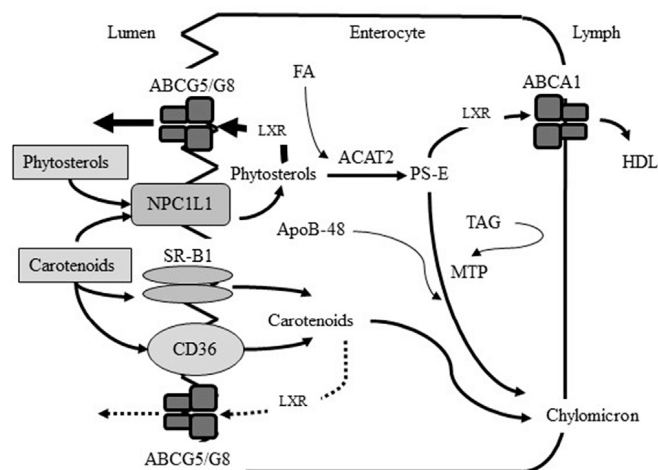 Lumen
Enterocyte
Lymph
ABCG5/G8
FA
ABCA1
LXR
LXR
Phytosterols
Phytosterols
ACAT2
PS-E
HDL
NPC1L1
ApoB-48
TAG
Carotenoids
SR-B1
MTP
Carotenoids
CD36
LXR
Chylomicron
ABCG5/G8